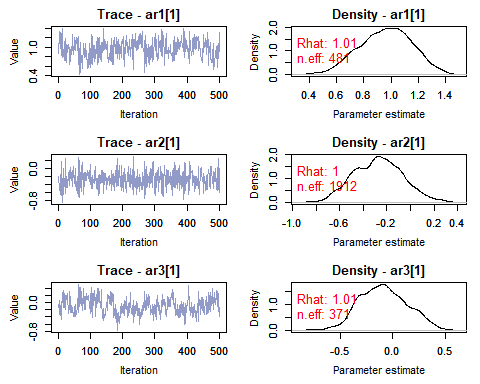 Trace - ar1[1]
Value
0.4 1.0
0 100 200 300 400 500
Iteration
Density - ar1[1]
Density
0.0 1.0 2.0
Rhat: 1.01
n.eff: 481
0.4 0.6 0.8 1.0 1.2 1.4
Parameter estimate
Trace - ar2[1]
Value
-0.8 0.0
0 100 200 300 400 500
Iteration
Density - ar2[1]
Density
0.0 1.0 2.0
Rhat: 1
n.eff: 1912
-1.0 -0.6 -0.2 0.2 0.4
Parameter estimate
Trace - ar3[1]
Value
-0.8 0.0
0 100 200 300 400 500
Iteration
Density - ar3[1]
Density
0.0 1.0
Rhat: 1.01
n.eff: 371
-0.5 0.0 0.5
Parameter estimate